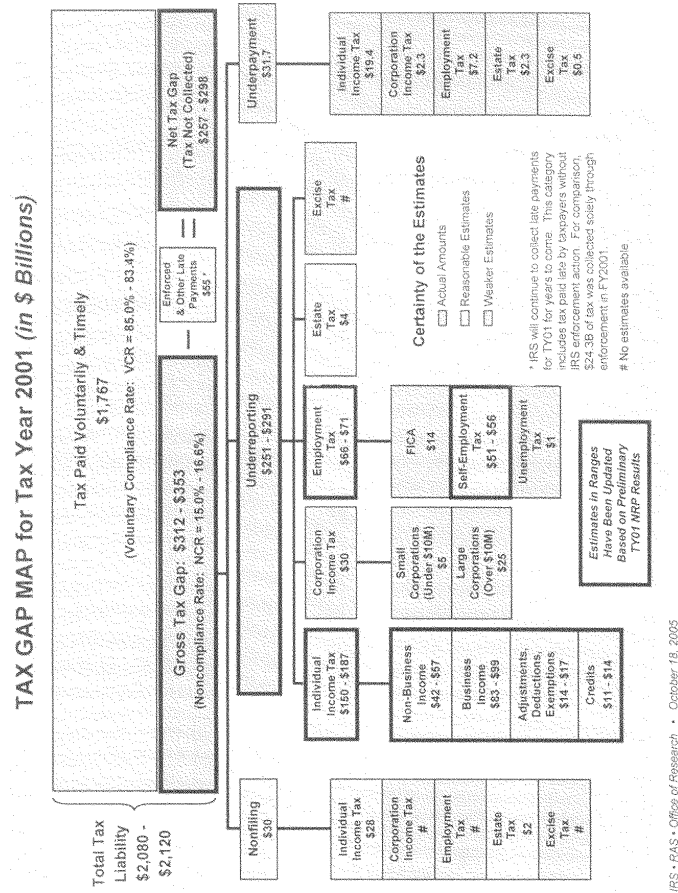 TAX GAP MAP for Tax Year 2001 (in $ Billions)
Total Tax
Liability
$2,080 -
$2,120
Tax Paid Voluntarily & Timely
$1,767
(Voluntary Compliance Rate: VCR = 85.0% - 83.4%)
Gross Tax Gap: $312 - $353
(Noncompliance Rate: NCR = 15.0% - 16.6%)
—
Enforced
& Other Late
Payments
$55 *
=
Net Tax Gap
(Tax Not Collected)
$257 - $298
Nonfiling
$30
Individual
Income Tax
$28
Corporation
Income Tax
#
Employment
Tax
#
Estate
Tax
$2
Excise
Tax
#
Underreporting
$251 - $291
Individual
Income Tax
$150 - $187
Non-Business
Income
$42 - $57
Business
Income
$83 - $99
Adjustments,
Deductions,
Exemptions
$14 - $17
Credits
$11 - $14
Corporation
Income Tax
$30
Small
Corporations
(Under $10M)
$5
Large
Corporations
(Over $10M)
$25
Employment
Tax
$66 - $71
FICA
$14
Self-Employment
Tax
$51 - $56
Unemployment
Tax
$1
Estate
Tax
$4
Excise
Tax
#
Underpayment
$31.7
Individual
Income Tax
$19.4
Corporation
Income Tax
$2.3
Employment
Tax
$7.2
Estate
Tax
$2.3
Excise
Tax
$0.5
Estimates in Ranges
Have Been Updated
Based on Preliminary
TY01 NRP Results
Certainty of the Estimates
Actual Amounts
Reasonable Estimates
Weaker Estimates
* IRS will continue to collect late payments
for TY01 for years to come. This category
includes tax paid late by taxpayers without
IRS enforcement action. For comparison,
$24.3B of tax was collected solely through
enforcement in FY2001.
# No estimates available
IRS • RAS • Office of Research • October 18, 2005